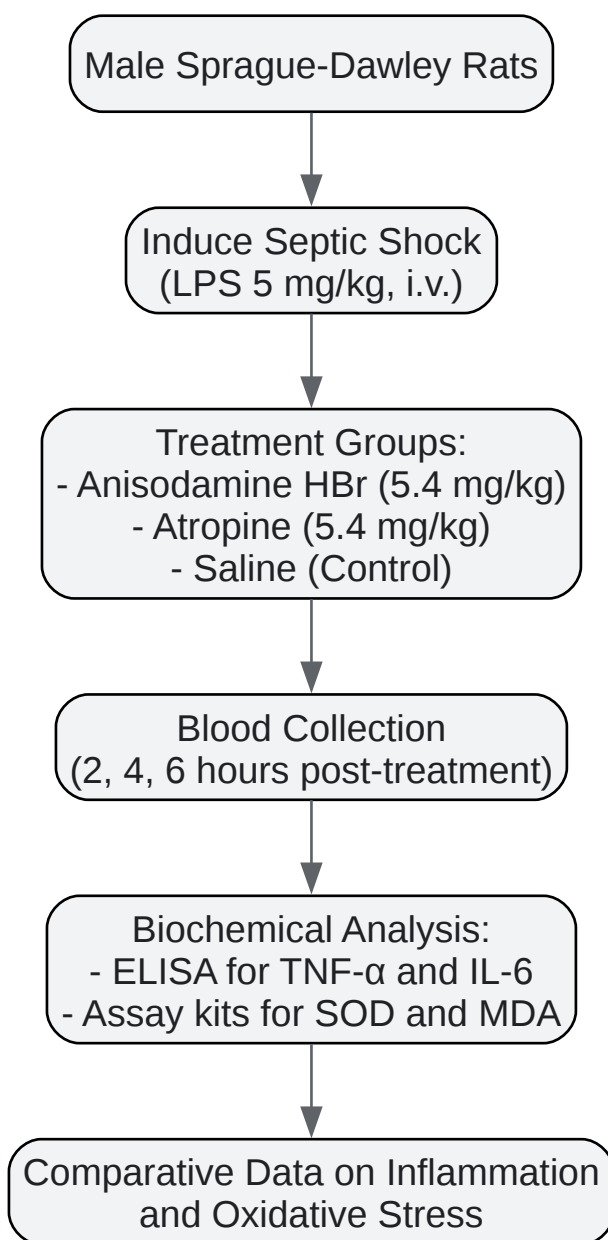 Male Sprague-Dawley Rats
Induce Septic Shock
(LPS 5 mg/kg, i.v.)
Treatment Groups:
- Anisodamine HBr (5.4 mg/kg)
- Atropine (5.4 mg/kg)
- Saline (Control)
Blood Collection
(2, 4, 6 hours post-treatment)
Biochemical Analysis:
- ELISA for TNF-α and IL-6
- Assay kits for SOD and MDA
Comparative Data on Inflammation
and Oxidative Stress